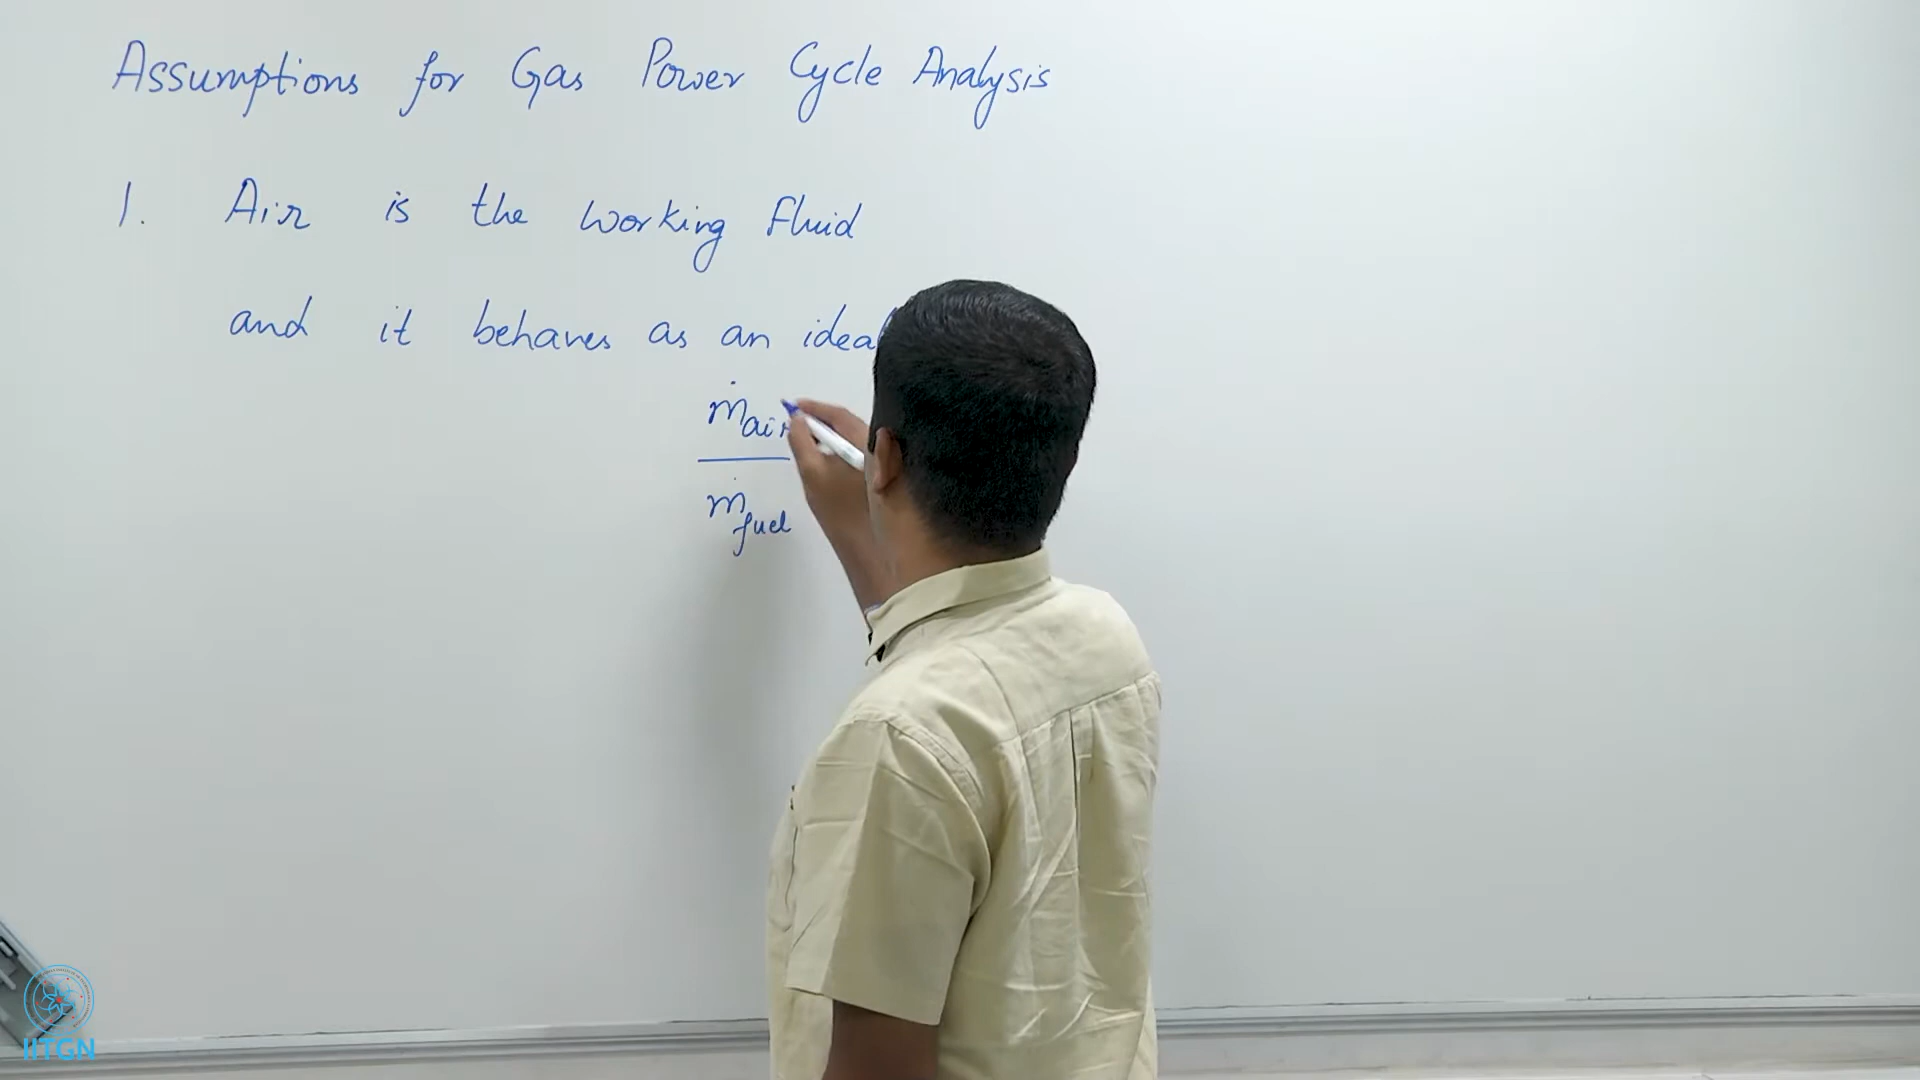 Assumptions for Gas Power Cycle Analysis
1. Air is the working fluid
and it behaves as an ideal
ṁair
ṁfuel
IITGN